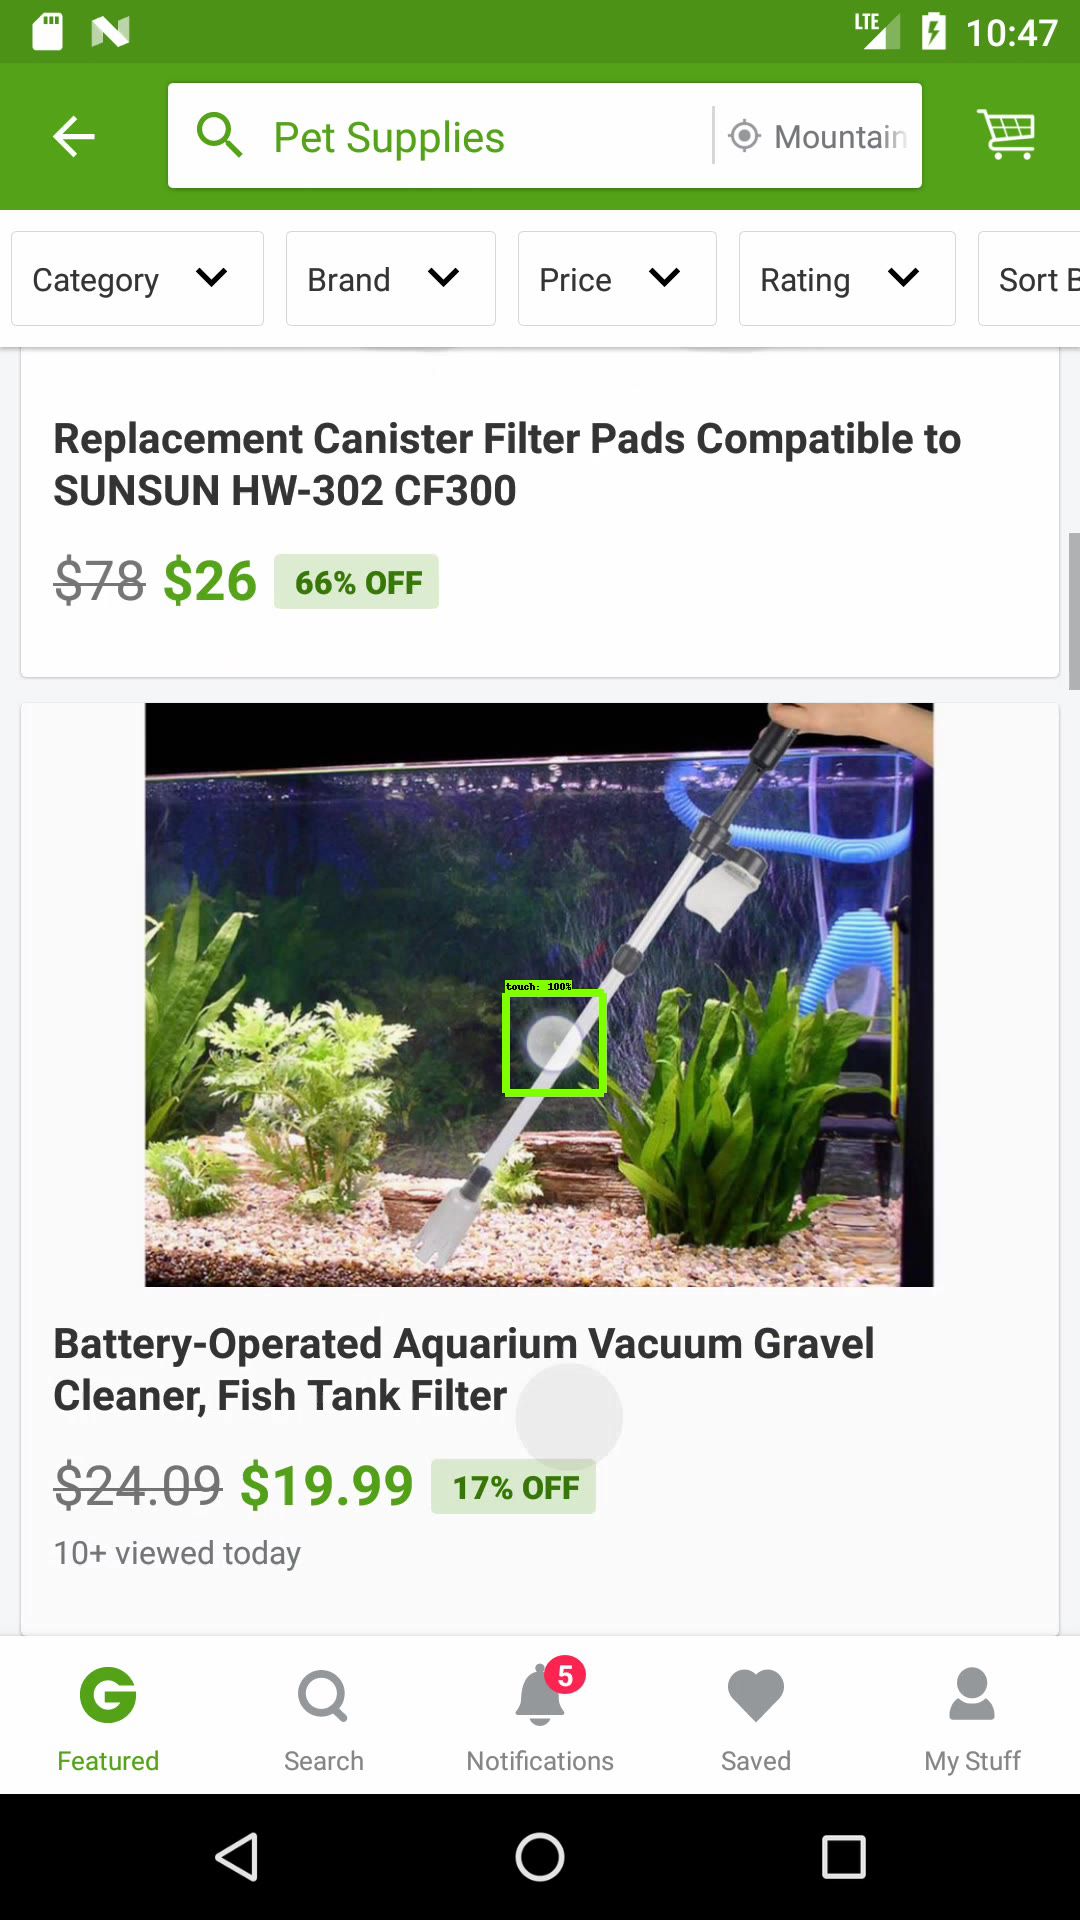 LTE 10:47
Pet Supplies Mountain
Category Brand Price Rating Sort B
Replacement Canister Filter Pads Compatible to
SUNSUN HW-302 CF300
$78 $26 66% OFF
touch: 100%
Battery-Operated Aquarium Vacuum Gravel
Cleaner, Fish Tank Filter
$24.09 $19.99 17% OFF
10+ viewed today
5
Featured Search Notifications Saved My Stuff